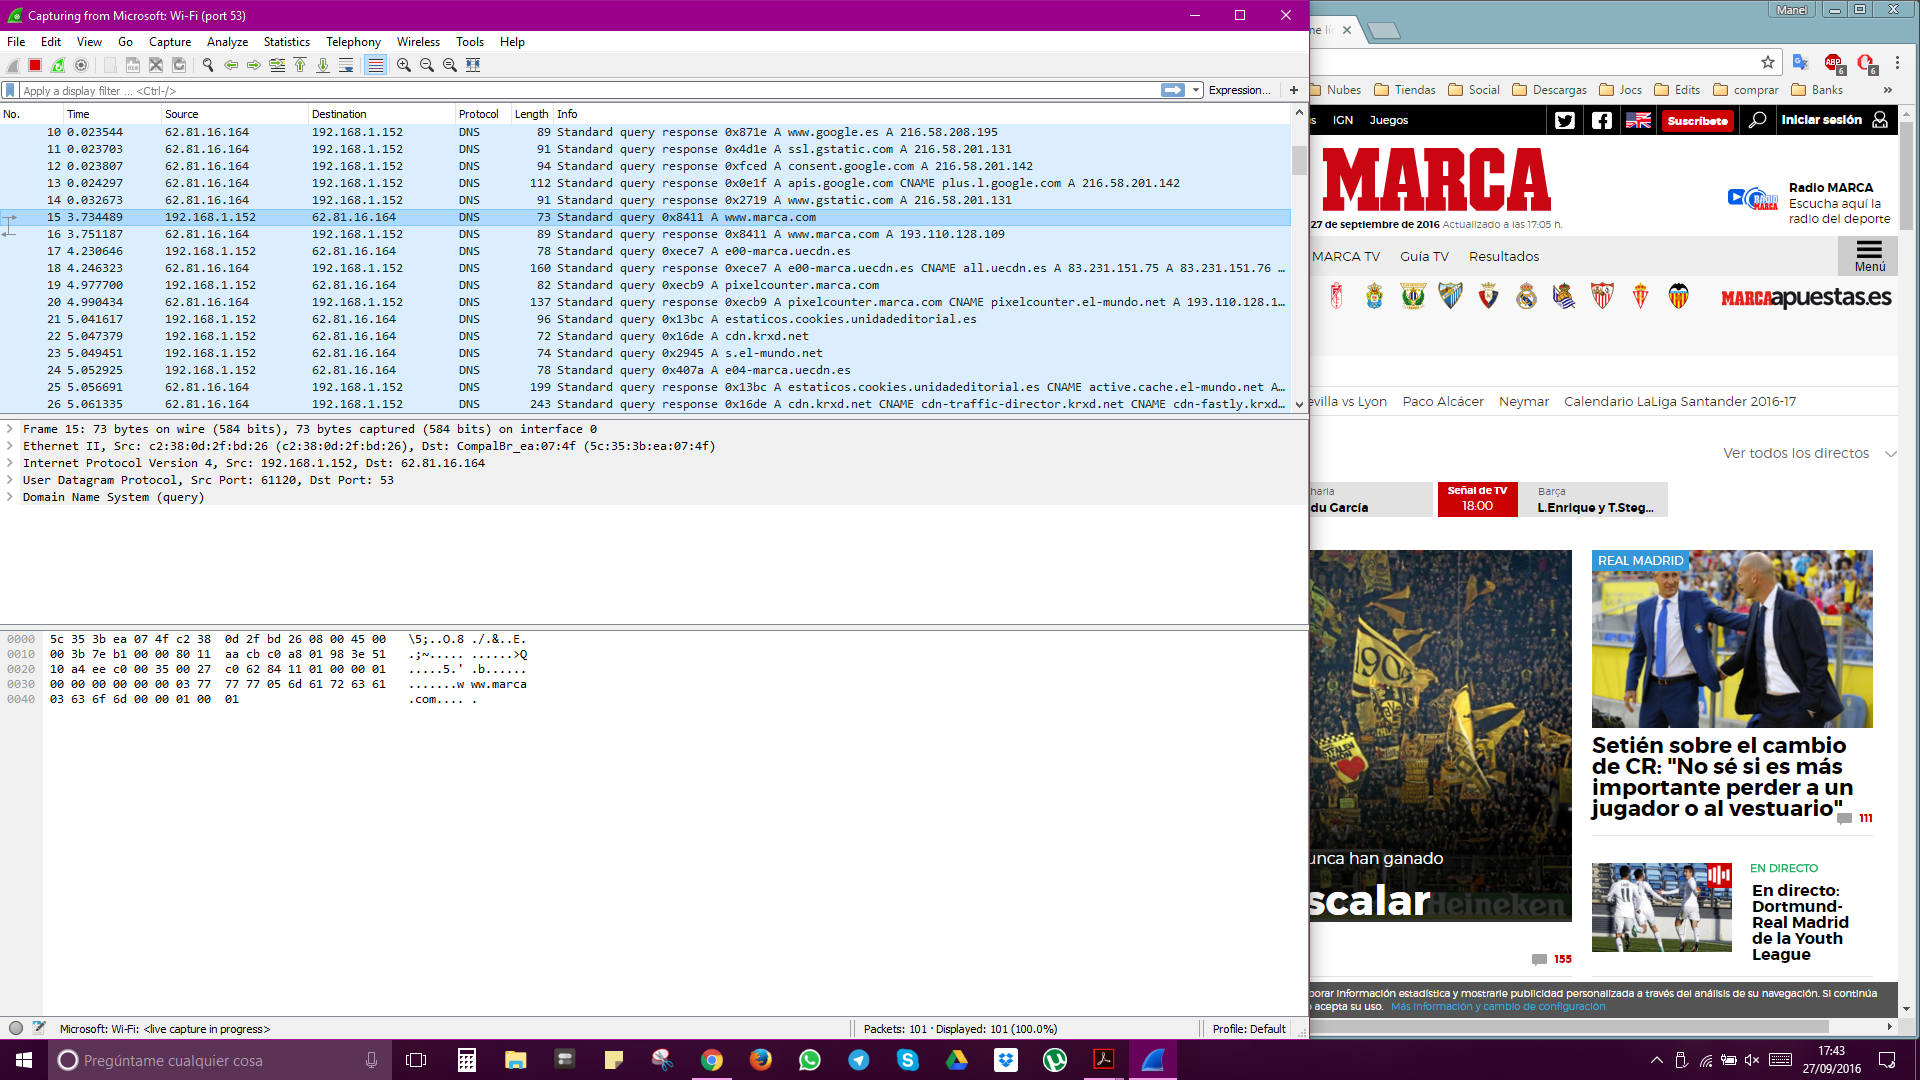 Capturing from Microsoft: Wi-Fi (port 53)
File Edit View Go Capture Analyze Statistics Telephony Wireless Tools Help
Apply a display filter ... <Ctrl-/>
Expression... +
No. Time Source Destination Protocol Length Info
10 0.023544 62.81.16.164 192.168.1.152 DNS 89 Standard query response 0x871e A www.google.es A 216.58.208.195
11 0.023703 62.81.16.164 192.168.1.152 DNS 91 Standard query response 0x4d1e A ssl.gstatic.com A 216.58.201.131
12 0.023807 62.81.16.164 192.168.1.152 DNS 94 Standard query response 0xfced A consent.google.com A 216.58.201.142
13 0.024297 62.81.16.164 192.168.1.152 DNS 112 Standard query response 0x0e1f A apis.google.com CNAME plus.l.google.com A 216.58.201.142
14 0.032673 62.81.16.164 192.168.1.152 DNS 91 Standard query response 0x2719 A www.gstatic.com A 216.58.201.131
15 3.734489 192.168.1.152 62.81.16.164 DNS 73 Standard query 0x8411 A www.marca.com
16 3.751187 62.81.16.164 192.168.1.152 DNS 89 Standard query response 0x8411 A www.marca.com A 193.110.128.109
17 4.230646 192.168.1.152 62.81.16.164 DNS 78 Standard query 0xece7 A e00-marca.uecdn.es
18 4.246323 62.81.16.164 192.168.1.152 DNS 160 Standard query response 0xece7 A e00-marca.uecdn.es CNAME all.uecdn.es A 83.231.151.75 A 83.231.151.76 …
19 4.977700 192.168.1.152 62.81.16.164 DNS 82 Standard query 0xecb9 A pixelcounter.marca.com
20 4.990434 62.81.16.164 192.168.1.152 DNS 137 Standard query response 0xecb9 A pixelcounter.marca.com CNAME pixelcounter.el-mundo.net A 193.110.128.1…
21 5.041617 192.168.1.152 62.81.16.164 DNS 96 Standard query 0x13bc A estaticos.cookies.unidadeditorial.es
22 5.047379 192.168.1.152 62.81.16.164 DNS 72 Standard query 0x16de A cdn.krxd.net
23 5.049451 192.168.1.152 62.81.16.164 DNS 74 Standard query 0x2945 A s.el-mundo.net
24 5.052925 192.168.1.152 62.81.16.164 DNS 78 Standard query 0x407a A e04-marca.uecdn.es
25 5.056691 62.81.16.164 192.168.1.152 DNS 199 Standard query response 0x13bc A estaticos.cookies.unidadeditorial.es CNAME active.cache.el-mundo.net A…
26 5.061335 62.81.16.164 192.168.1.152 DNS 243 Standard query response 0x16de A cdn.krxd.net CNAME cdn-traffic-director.krxd.net CNAME cdn-fastly.krxd…
Frame 15: 73 bytes on wire (584 bits), 73 bytes captured (584 bits) on interface 0
Ethernet II, Src: c2:38:0d:2f:bd:26 (c2:38:0d:2f:bd:26), Dst: CompalBr_ea:07:4f (5c:35:3b:ea:07:4f)
Internet Protocol Version 4, Src: 192.168.1.152, Dst: 62.81.16.164
User Datagram Protocol, Src Port: 61120, Dst Port: 53
Domain Name System (query)
0000 5c 35 3b ea 07 4f c2 38 0d 2f bd 26 08 00 45 00 \5;..O.8 ./.&..E.
0010 00 3b 7e b1 00 00 80 11 aa cb c0 a8 01 98 3e 51 .;~..... ......>Q
0020 10 a4 ee c0 00 35 00 27 c0 62 84 11 01 00 00 01 .....5.' .b......
0030 00 00 00 00 00 00 03 77 77 77 05 6d 61 72 63 61 .......w ww.marca
0040 03 63 6f 6d 00 00 01 00 01 .com.... .
Microsoft: Wi-Fi: <live capture in progress>
Packets: 101 · Displayed: 101 (100.0%)
Profile: Default
Manel
ABP 6 6
Nubes Tiendas Social Descargas Jocs Edits comprar Banks »
s IGN Juegos
Suscríbete
Iniciar sesión
MARCA
27 de septiembre de 2016 Actualizado a las 17:05 h.
RADIO MARCA
Radio MARCA
Escucha aquí la
radio del deporte
MARCA TV Guía TV Resultados
Menú
MARCAapuestas.es
evilla vs Lyon Paco Alcácer Neymar Calendario LaLiga Santander 2016-17
Ver todos los directos
harla
du García
Señal de TV
18:00
Barça
L.Enrique y T.Steg...
190
unca han ganado
scalar
Heineken
155
REAL MADRID
Setién sobre el cambio
de CR: "No sé si es más
importante perder a un
jugador o al vestuario"
111
11
EN DIRECTO
En directo:
Dortmund-
Real Madrid
de la Youth
League
orar información estadística y mostrarle publicidad personalizada a través del análisis de su navegación. Si continúa
acepta su uso. Más información y cambio de configuración
Pregúntame cualquier cosa
17:43
27/09/2016